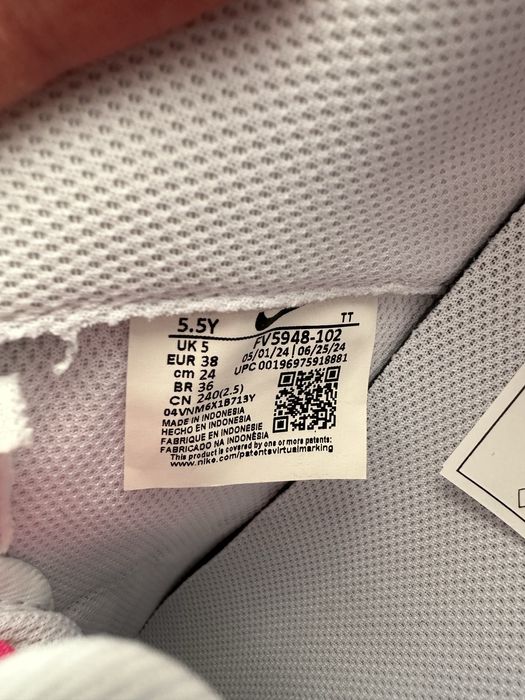 5.5Y TT
UK 5 FV5948-102
EUR 38 05/01/24 | 06/25/24
cm 24 UPC 00196975918881
BR 36
CN 240(2.5)
04VNM6X1B713Y
MADE IN INDONESIA
HECHO EN INDONESIA
FABRIQUE EN INDONESIE
FABRICADO NA INDONÉSIA
This product is covered by one or more patents:
www.nike.com/patentsvirtualmarking